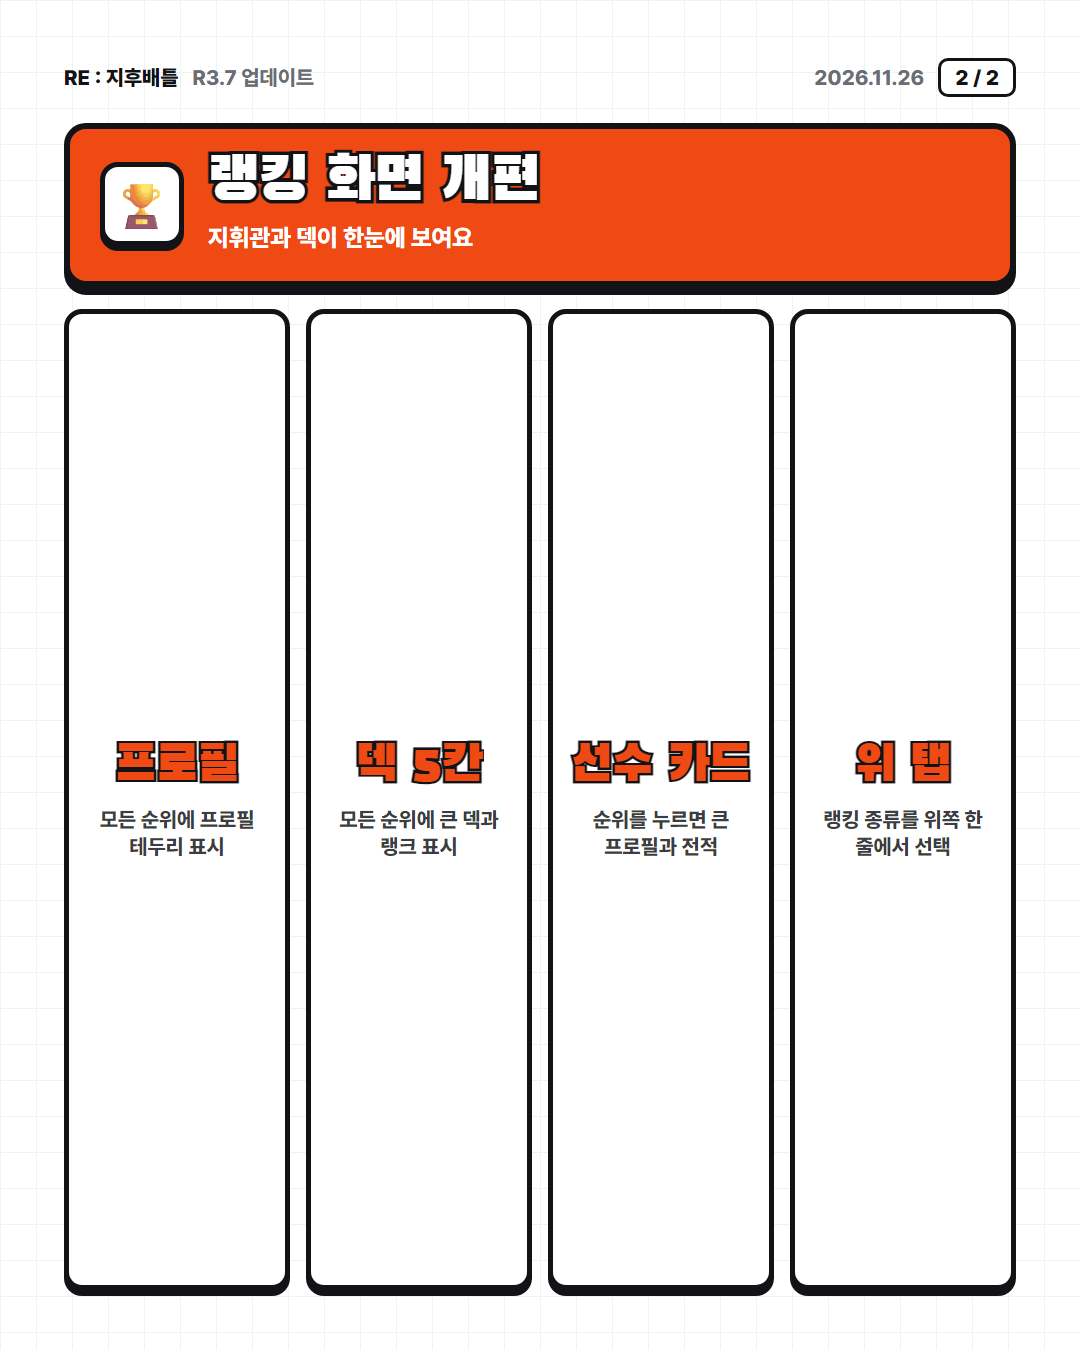 RE : 지후배틀 R3.7 업데이트
2026.11.26 2 / 2
랭킹 화면 개편
지휘관과 덱이 한눈에 보여요
프로필
모든 순위에 프로필
테두리 표시
덱 5칸
모든 순위에 큰 덱과
랭크 표시
선수 카드
순위를 누르면 큰
프로필과 전적
위 탭
랭킹 종류를 위쪽 한
줄에서 선택